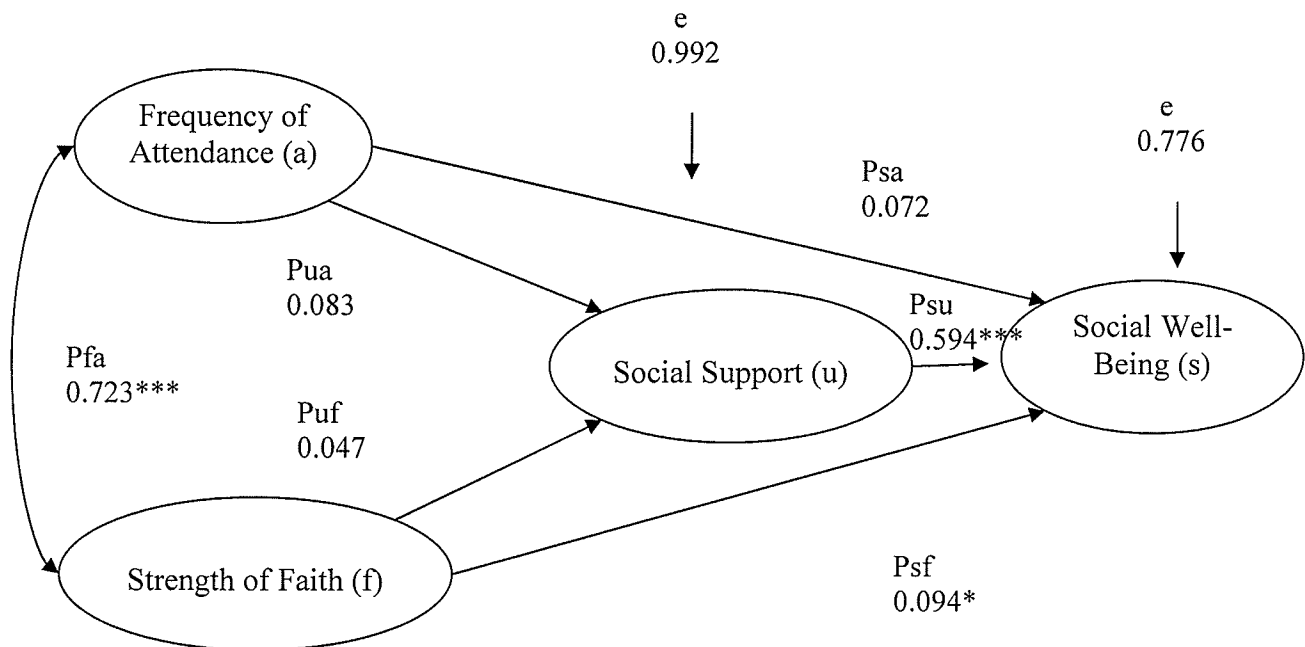 e
0.992
Frequency of
Attendance (a)
e
0.776
Psa
0.072
Pua
0.083
Psu
0.594***
Social Well-
Being (s)
Social Support (u)
Pfa
0.723***
Puf
0.047
Strength of Faith (f)
Psf
0.094*